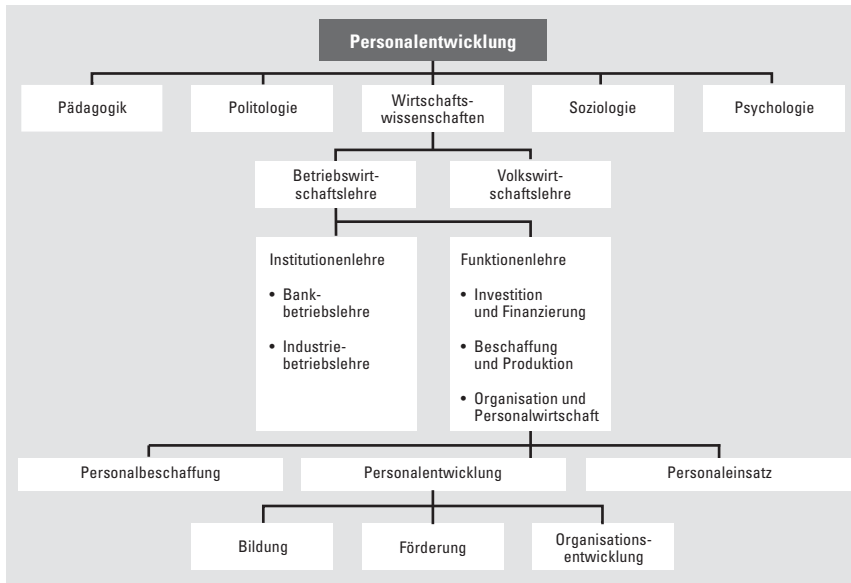 Personalentwicklung
Pädagogik
Politologie
Wirtschafts-
wissenschaften
Soziologie
Psychologie
Betriebswirt-
schaftslehre
Volkswirt-
schaftslehre
Institutionenlehre
• Bank-
betriebslehre
• Industrie-
betriebslehre
Funktionenlehre
• Investition
und Finanzierung
• Beschaffung
und Produktion
• Organisation und
Personalwirtschaft
Personalbeschaffung
Personalentwicklung
Personaleinsatz
Bildung
Förderung
Organisations-
entwicklung